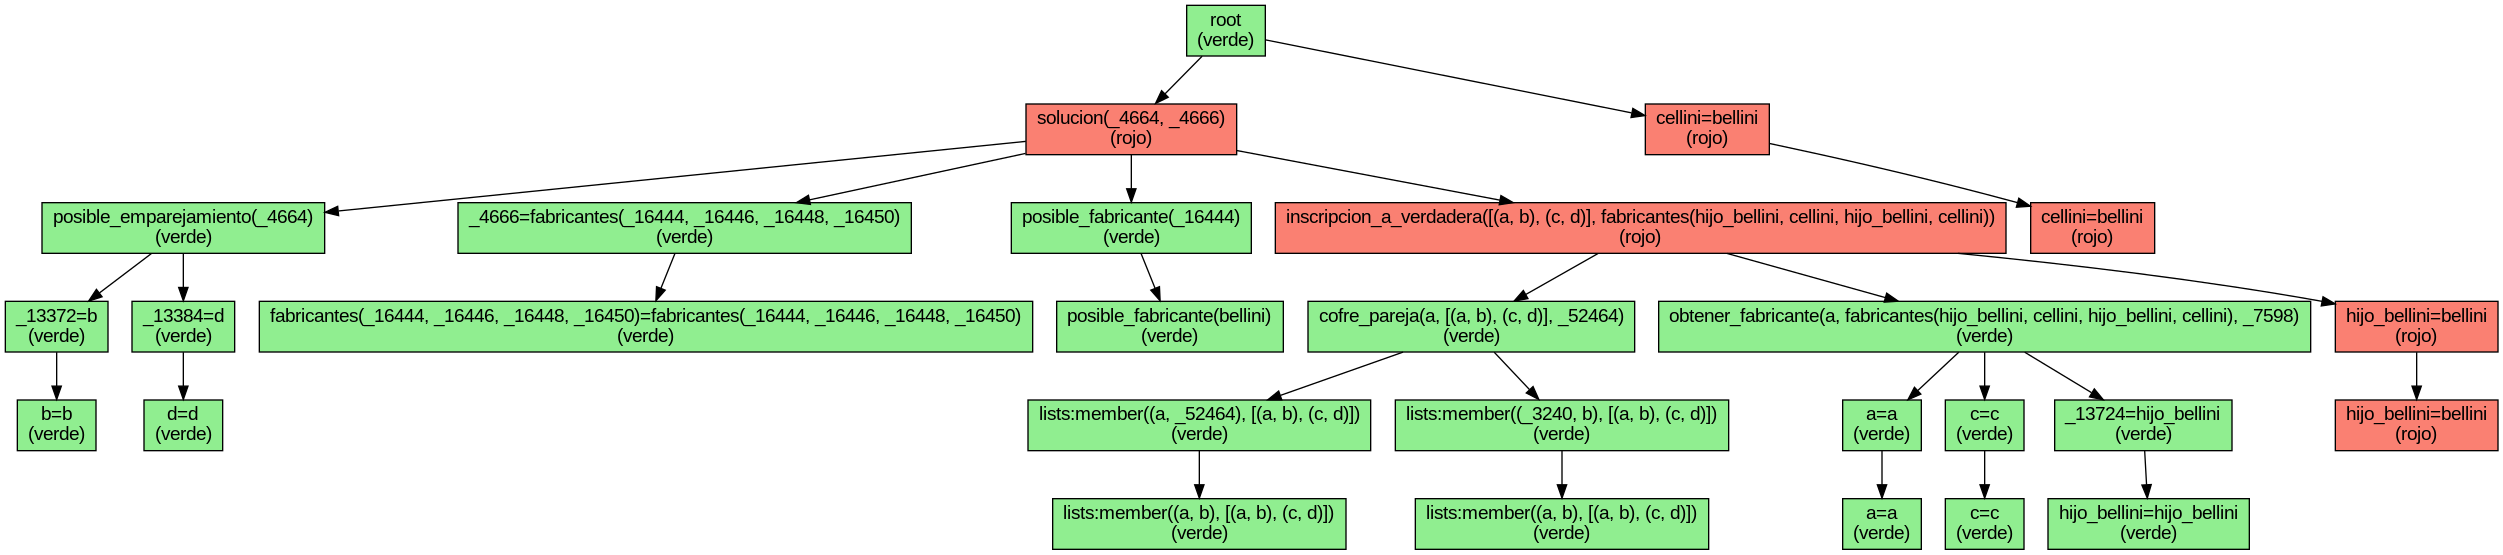 root
(verde)
solucion(_4664, _4666)
(rojo)
cellini=bellini
(rojo)
posible_emparejamiento(_4664)
(verde)
_4666=fabricantes(_16444, _16446, _16448, _16450)
(verde)
posible_fabricante(_16444)
(verde)
inscripcion_a_verdadera([(a, b), (c, d)], fabricantes(hijo_bellini, cellini, hijo_bellini, cellini))
(rojo)
cellini=bellini
(rojo)
_13372=b
(verde)
_13384=d
(verde)
fabricantes(_16444, _16446, _16448, _16450)=fabricantes(_16444, _16446, _16448, _16450)
(verde)
posible_fabricante(bellini)
(verde)
cofre_pareja(a, [(a, b), (c, d)], _52464)
(verde)
obtener_fabricante(a, fabricantes(hijo_bellini, cellini, hijo_bellini, cellini), _7598)
(verde)
hijo_bellini=bellini
(rojo)
b=b
(verde)
d=d
(verde)
lists:member((a, _52464), [(a, b), (c, d)])
(verde)
lists:member((_3240, b), [(a, b), (c, d)])
(verde)
a=a
(verde)
c=c
(verde)
_13724=hijo_bellini
(verde)
hijo_bellini=bellini
(rojo)
lists:member((a, b), [(a, b), (c, d)])
(verde)
lists:member((a, b), [(a, b), (c, d)])
(verde)
a=a
(verde)
c=c
(verde)
hijo_bellini=hijo_bellini
(verde)